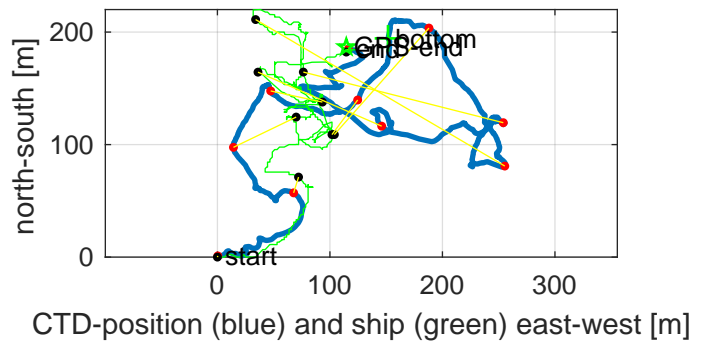 200
100
0
north-south [m]
bottom
GPS-end
end
start
0
100
200
300
CTD-position (blue) and ship (green) east-west [m]